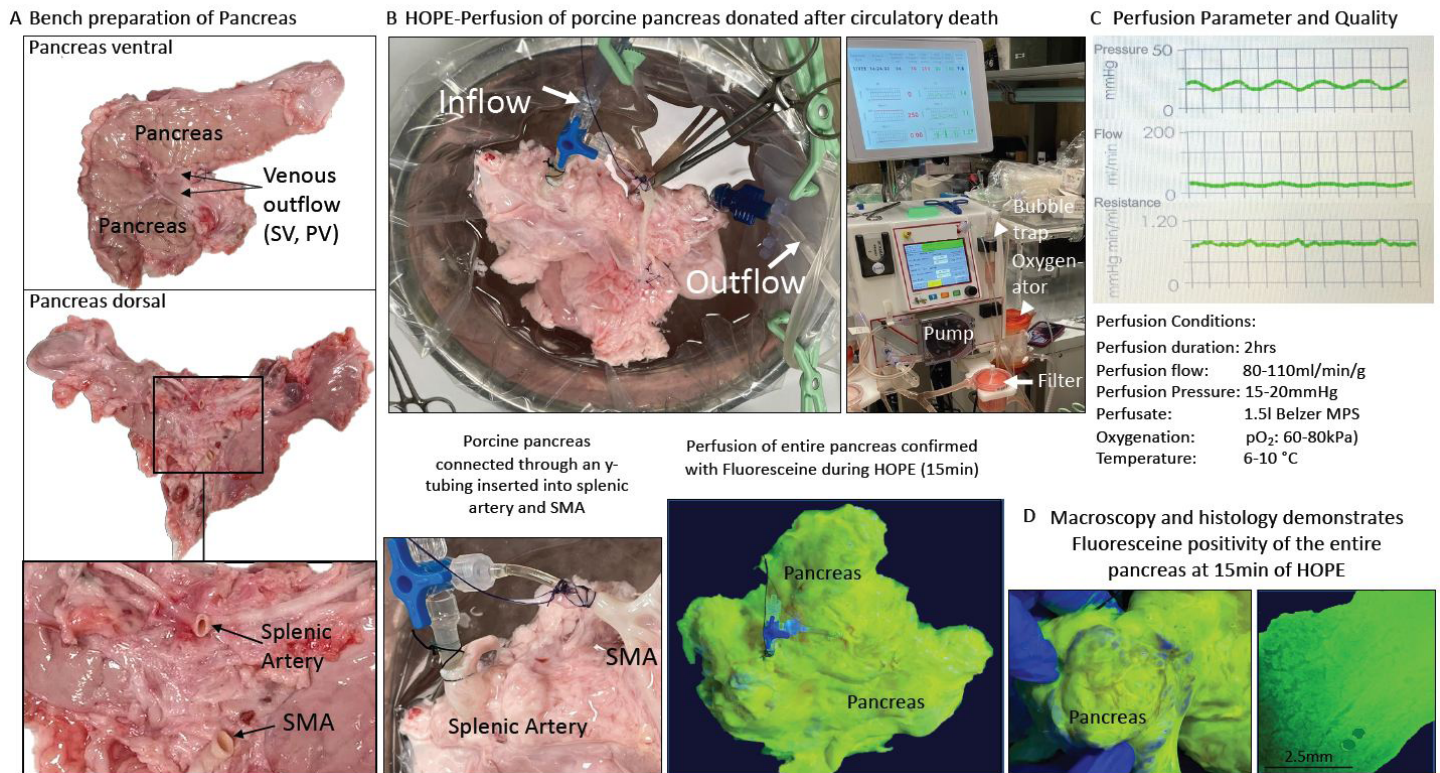 A Bench preparation of Pancreas
Pancreas ventral
Pancreas
Pancreas
Venous
outflow
(SV, PV)
Pancreas dorsal
Splenic
Artery
SMA
B HOPE-Perfusion of porcine pancreas donated after circulatory death
Inflow
Outflow
Bubble
trap
Oxygen-
ator
Pump
Filter
Porcine pancreas
connected through an y-
tubing inserted into splenic
artery and SMA
SMA
Splenic Artery
Perfusion of entire pancreas confirmed
with Fluoresceine during HOPE (15min)
Pancreas
Pancreas
C Perfusion Parameter and Quality
Pressure 50
mmHg
0
Flow 200
ml/min
0
Resistance
1.20
mmHg min/ml
0
Perfusion Conditions:
Perfusion duration: 2hrs
Perfusion flow: 80-110ml/min/g
Perfusion Pressure: 15-20mmHg
Perfusate: 1.5l Belzer MPS
Oxygenation: pO₂: 60-80kPa)
Temperature: 6-10 °C
D Macroscopy and histology demonstrates
Fluoresceine positivity of the entire
pancreas at 15min of HOPE
Pancreas
2.5mm